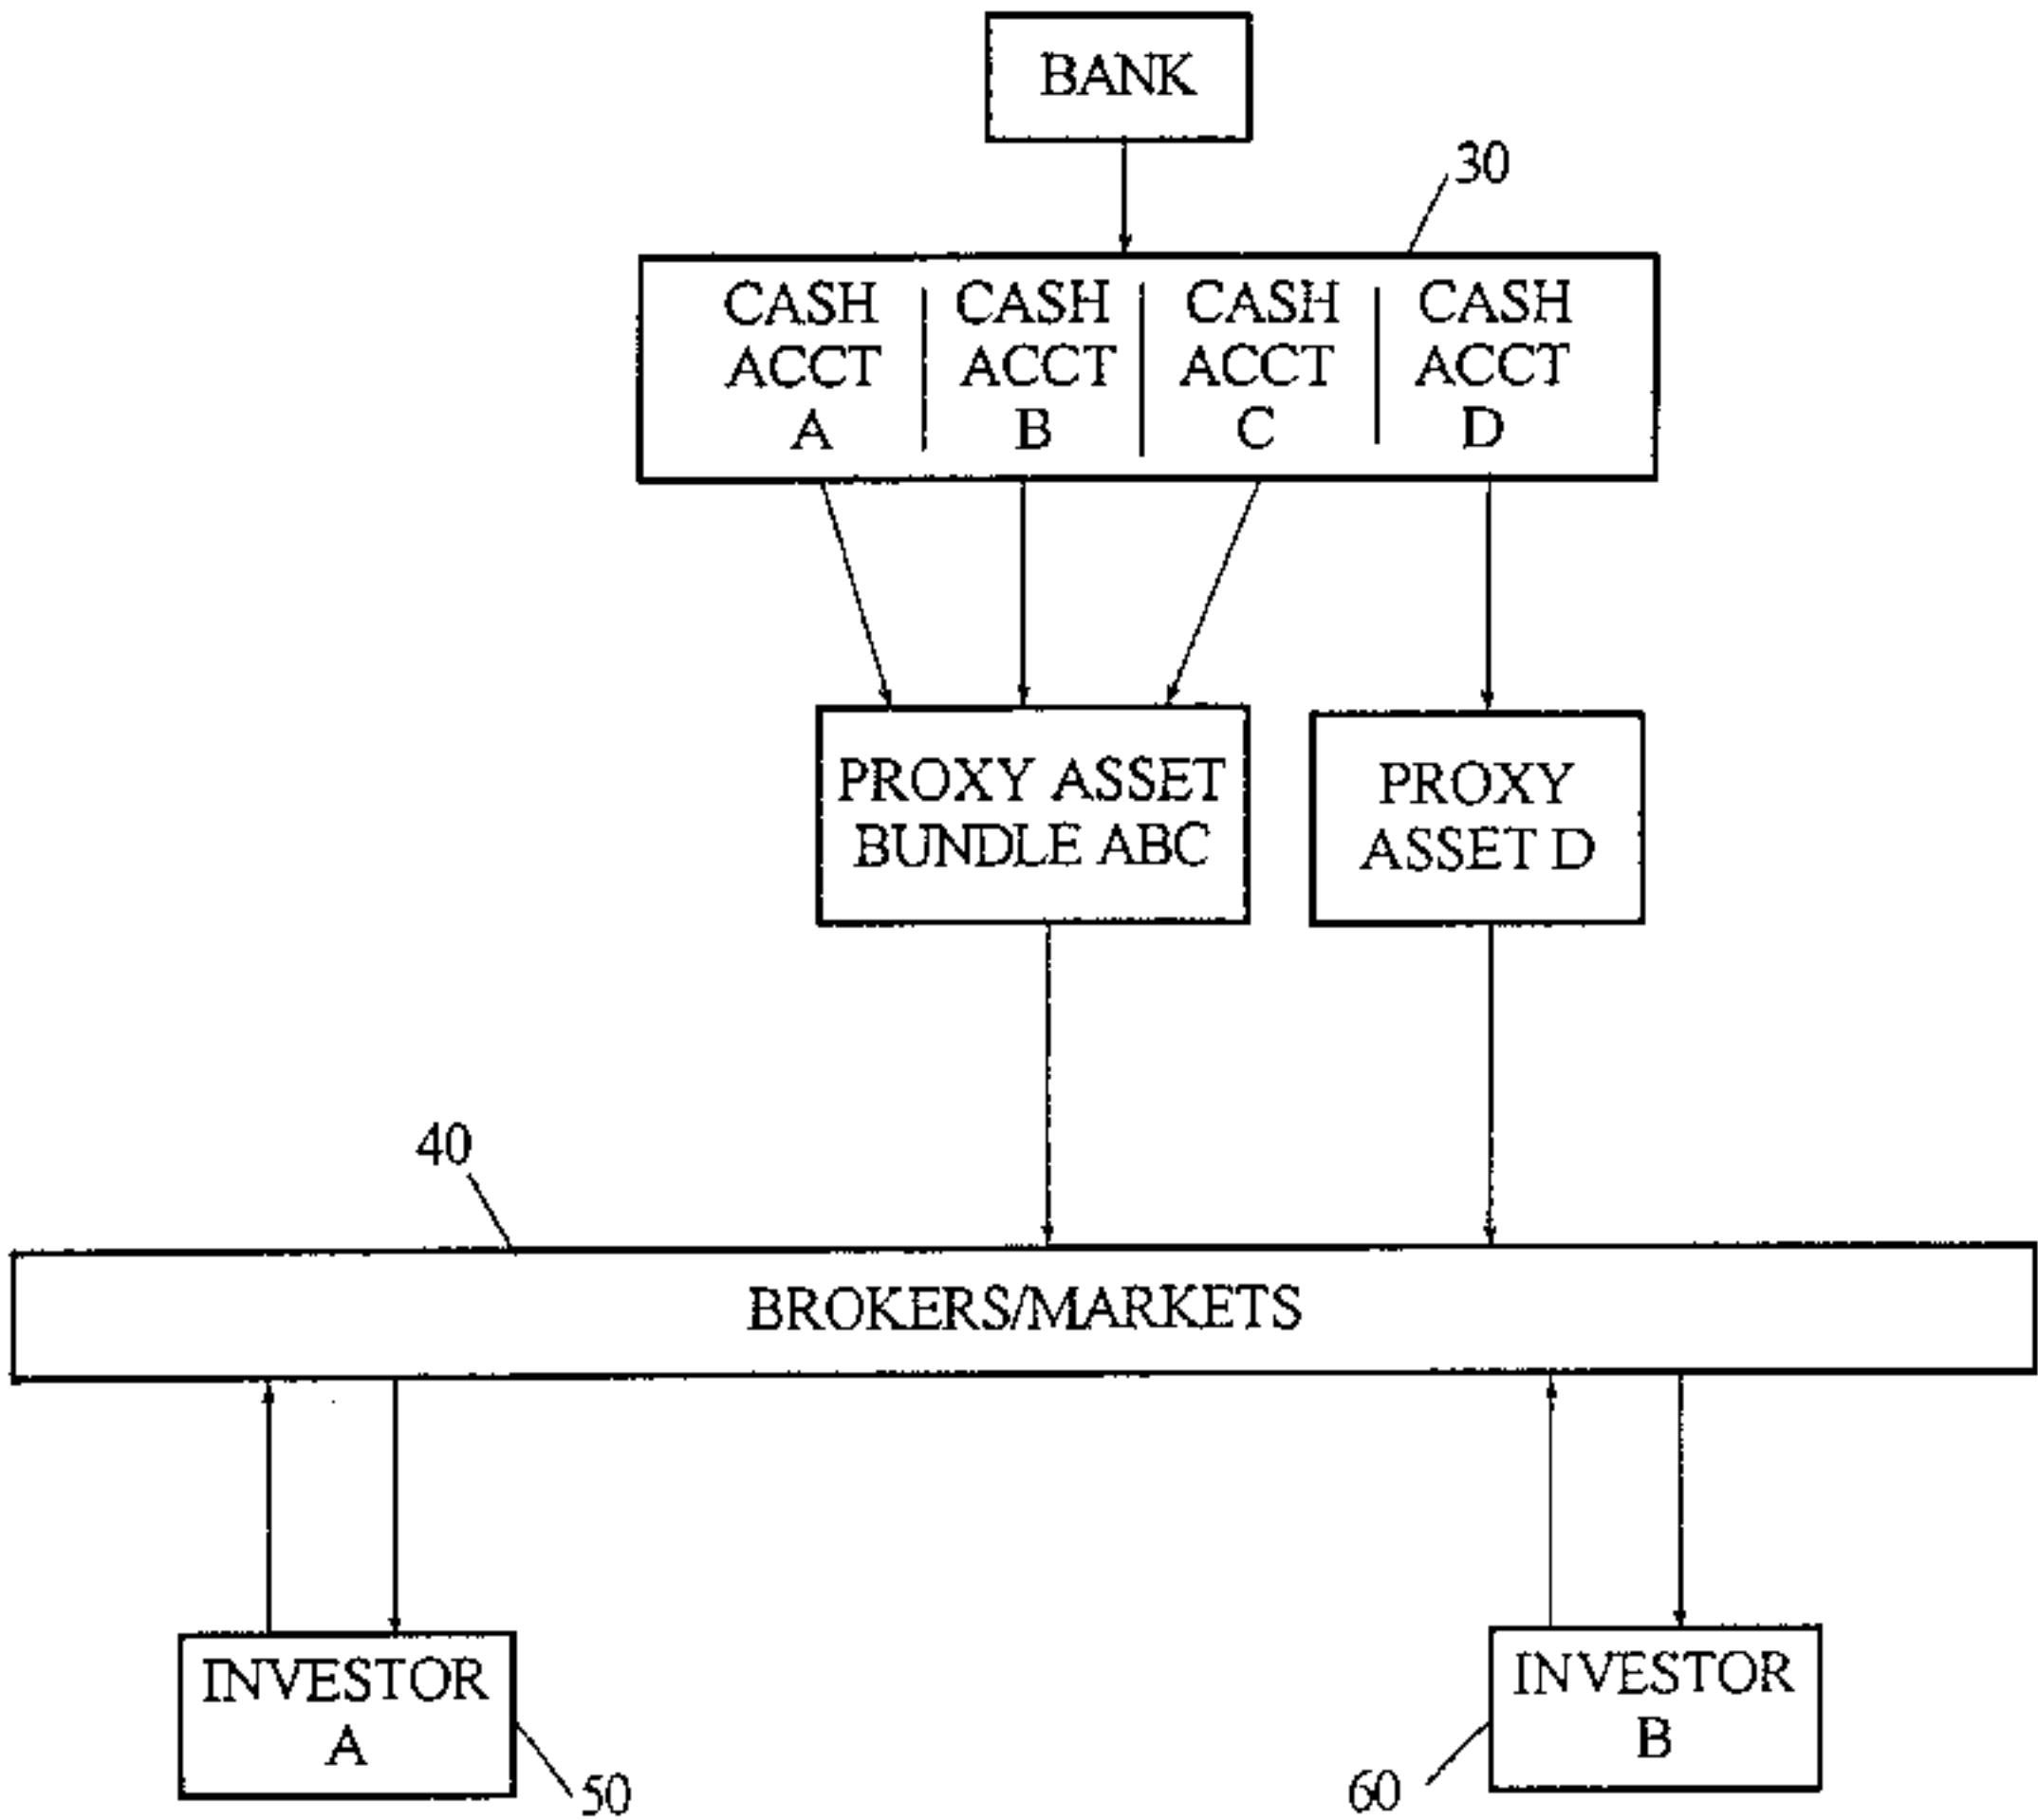 BANK
30
CASH ACCT A
CASH ACCT B
CASH ACCT C
CASH ACCT D
PROXY ASSET
BUNDLE ABC
PROXY
ASSET D
40
BROKERS/MARKETS
INVESTOR
A
50
INVESTOR
B
60